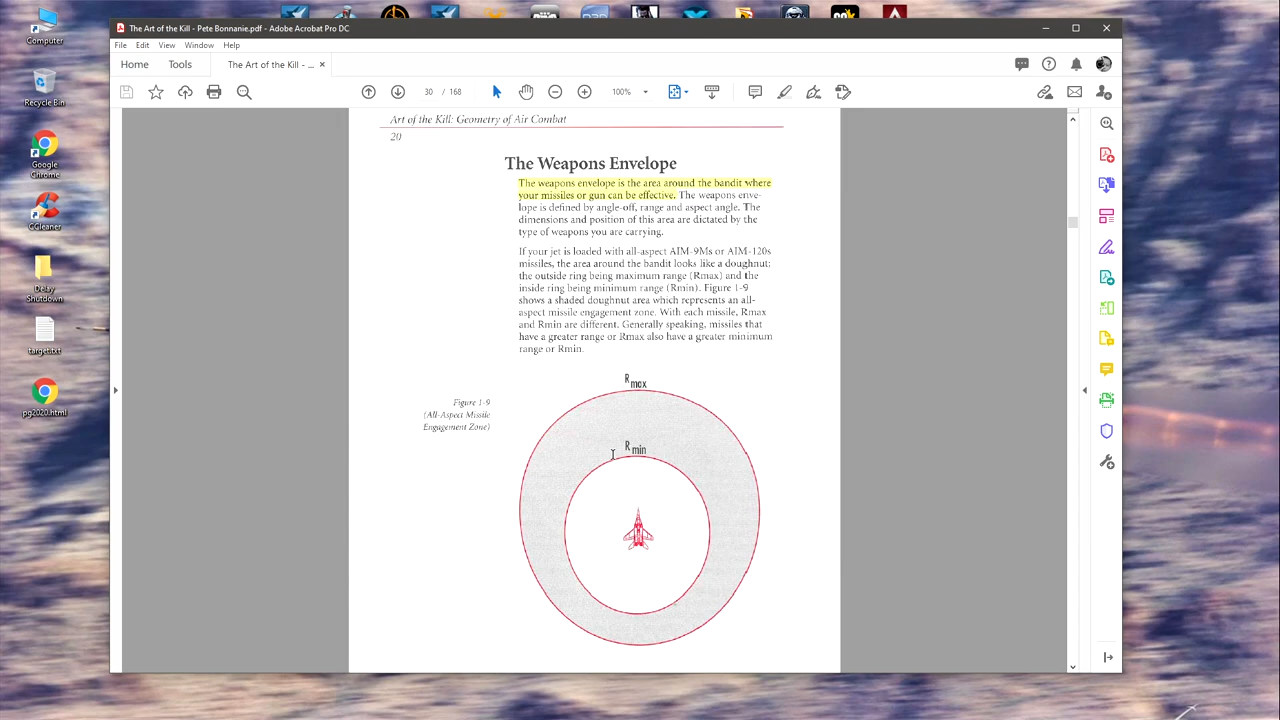 Computer
Recycle Bin
Google
Chrome
CCleaner
Delay
Shutdown
target.txt
pg2020.html
The Art of the Kill - Pete Bonnanie.pdf - Adobe Acrobat Pro DC
File Edit View Window Help
Home Tools The Art of the Kill - ... ×
30 / 168 100%
Art of the Kill: Geometry of Air Combat
20
The Weapons Envelope
The weapons envelope is the area around the bandit where
your missiles or gun can be effective. The weapons enve-
lope is defined by angle-off, range and aspect angle. The
dimensions and position of this area are dictated by the
type of weapons you are carrying.
If your jet is loaded with all-aspect AIM-9Ms or AIM-120s
missiles, the area around the bandit looks like a doughnut;
the outside ring being maximum range (Rmax) and the
inside ring being minimum range (Rmin). Figure 1-9
shows a shaded doughnut area which represents an all-
aspect missile engagement zone. With each missile, Rmax
and Rmin are different. Generally speaking, missiles that
have a greater range or Rmax also have a greater minimum
range or Rmin.
R max
Figure 1-9
(All-Aspect Missile
Engagement Zone)
R min